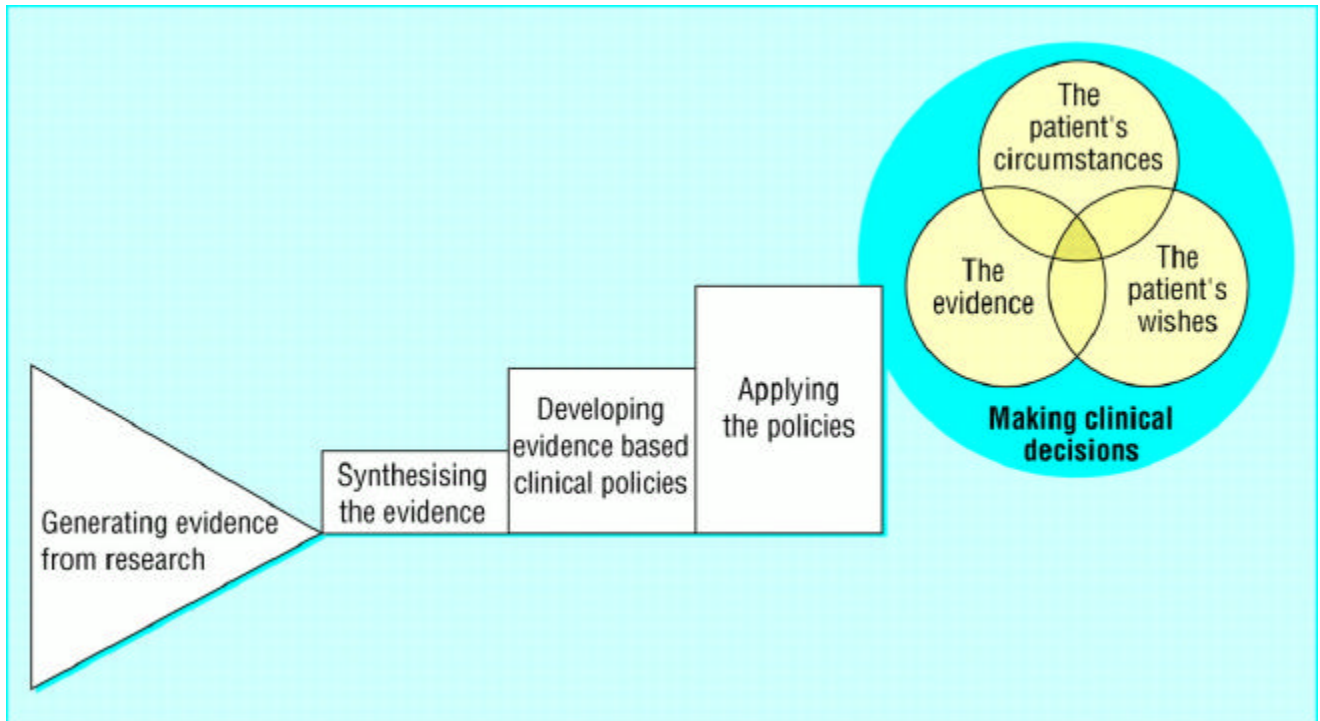 Generating evidence
from research
Synthesising
the evidence
Developing
evidence based
clinical policies
Applying
the policies
The
patient's
circumstances
The
evidence
The
patient's
wishes
Making clinical
decisions